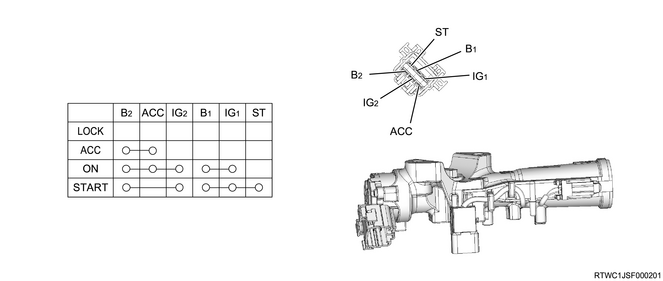 B2 ACC IG2 B1 IG1 ST
LOCK
ACC
ON
START
ST
B1
B2
IG1
IG2
ACC
RTWC1JSF000201